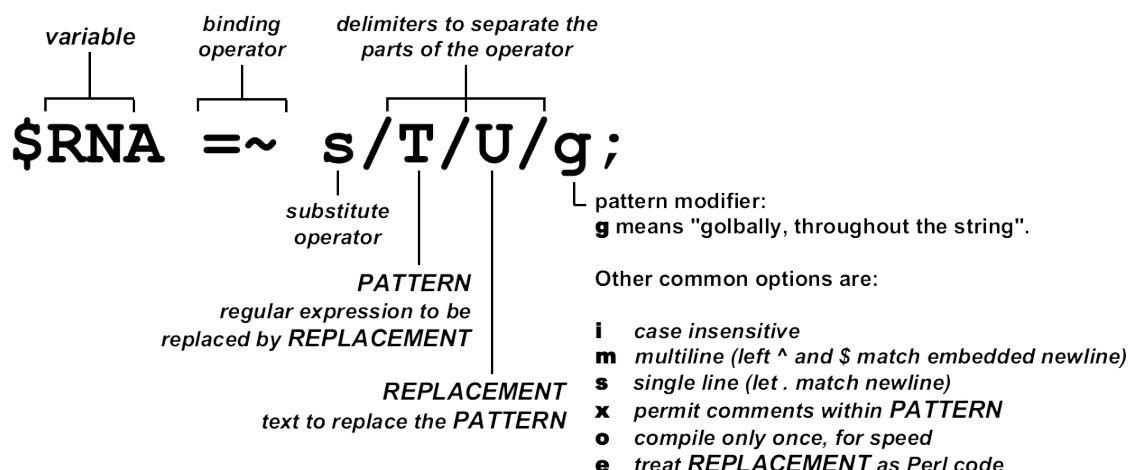 variable
binding
operator
delimiters to separate the
parts of the operator
$RNA =~ s/T/U/g;
substitute
operator
PATTERN
regular expression to be
replaced by REPLACEMENT
REPLACEMENT
text to replace the PATTERN
pattern modifier:
g means "golbally, throughout the string".
Other common options are:
i case insensitive
m multiline (left ^ and $ match embedded newline)
s single line (let . match newline)
x permit comments within PATTERN
o compile only once, for speed
e treat REPLACEMENT as Perl code